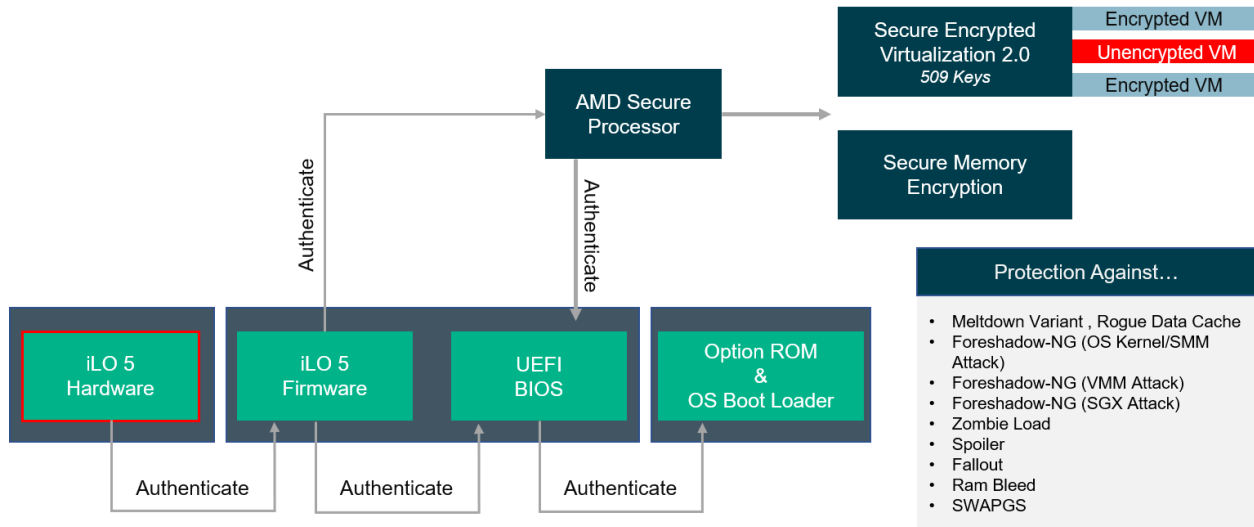 Secure Encrypted
Virtualization 2.0
509 Keys
Encrypted VM
Unencrypted VM
Encrypted VM
AMD Secure
Processor
Secure Memory
Encryption
Authenticate
Authenticate
iLO 5
Hardware
iLO 5
Firmware
UEFI
BIOS
Option ROM
&
OS Boot Loader
Authenticate
Authenticate
Authenticate
Protection Against…
• Meltdown Variant , Rogue Data Cache
• Foreshadow-NG (OS Kernel/SMM
Attack)
• Foreshadow-NG (VMM Attack)
• Foreshadow-NG (SGX Attack)
• Zombie Load
• Spoiler
• Fallout
• Ram Bleed
• SWAPGS